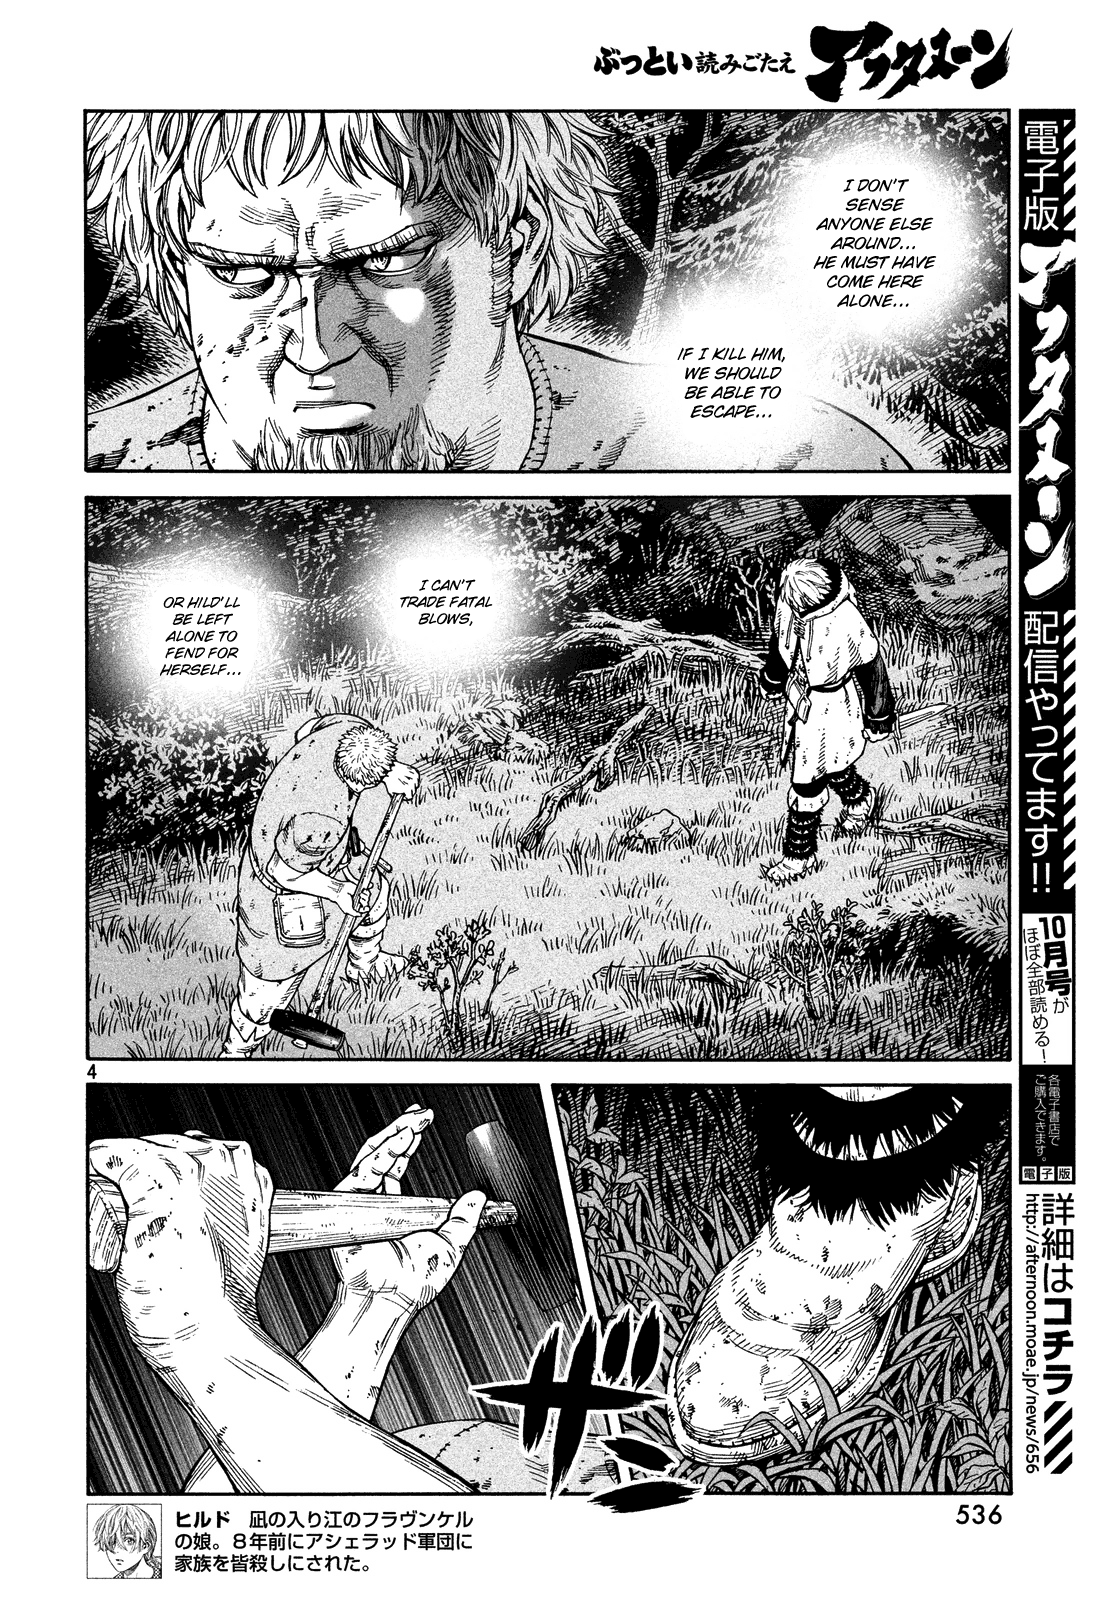 ぶっとい読みごたえ アフタヌーン
I DON'T
SENSE
ANYONE ELSE
AROUND...
HE MUST HAVE
COME HERE
ALONE...
IF I KILL HIM,
WE SHOULD
BE ABLE TO
ESCAPE...
I CAN'T
TRADE FATAL
BLOWS,
OR HILD'LL
BE LEFT
ALONE TO
FEND FOR
HERSELF...
4
ザッ
電子版アフタヌーン配信やってます!!
10月号が
ほぼ全部読める!
各電子書店で
ご購入できます。
電子版
詳細はコチラ
http://afternoon.moae.jp/news/656
536
ヒルド 凪の入り江のフラヴンケル
の娘。8年前にアシェラッド軍団に
家族を皆殺しにされた。